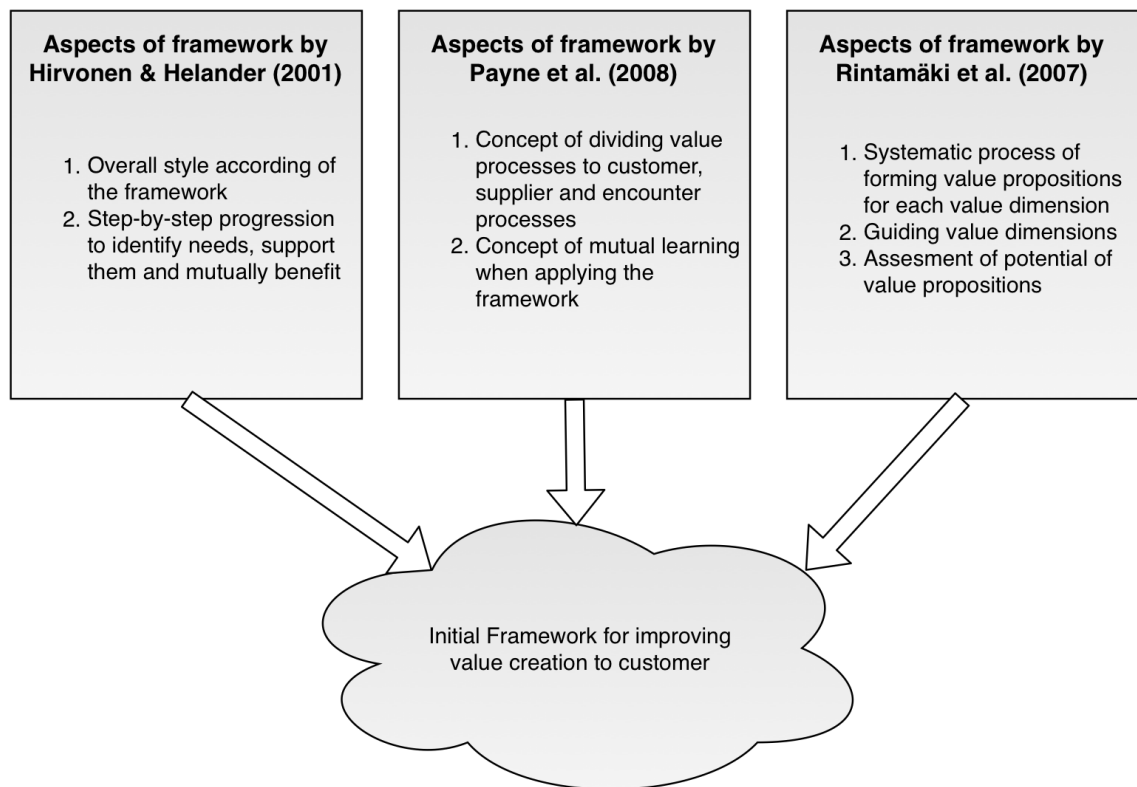 Aspects of framework by
Hirvonen & Helander (2001)
1. Overall style according of
the framework
2. Step-by-step progression
to identify needs, support
them and mutually benefit
Aspects of framework by
Payne et al. (2008)
1. Concept of dividing value
processes to customer,
supplier and encounter
processes
2. Concept of mutual learning
when applying the
framework
Aspects of framework by
Rintamäki et al. (2007)
1. Systematic process of
forming value propositions
for each value dimension
2. Guiding value dimensions
3. Assesment of potential of
value propositions
Initial Framework for improving
value creation to customer